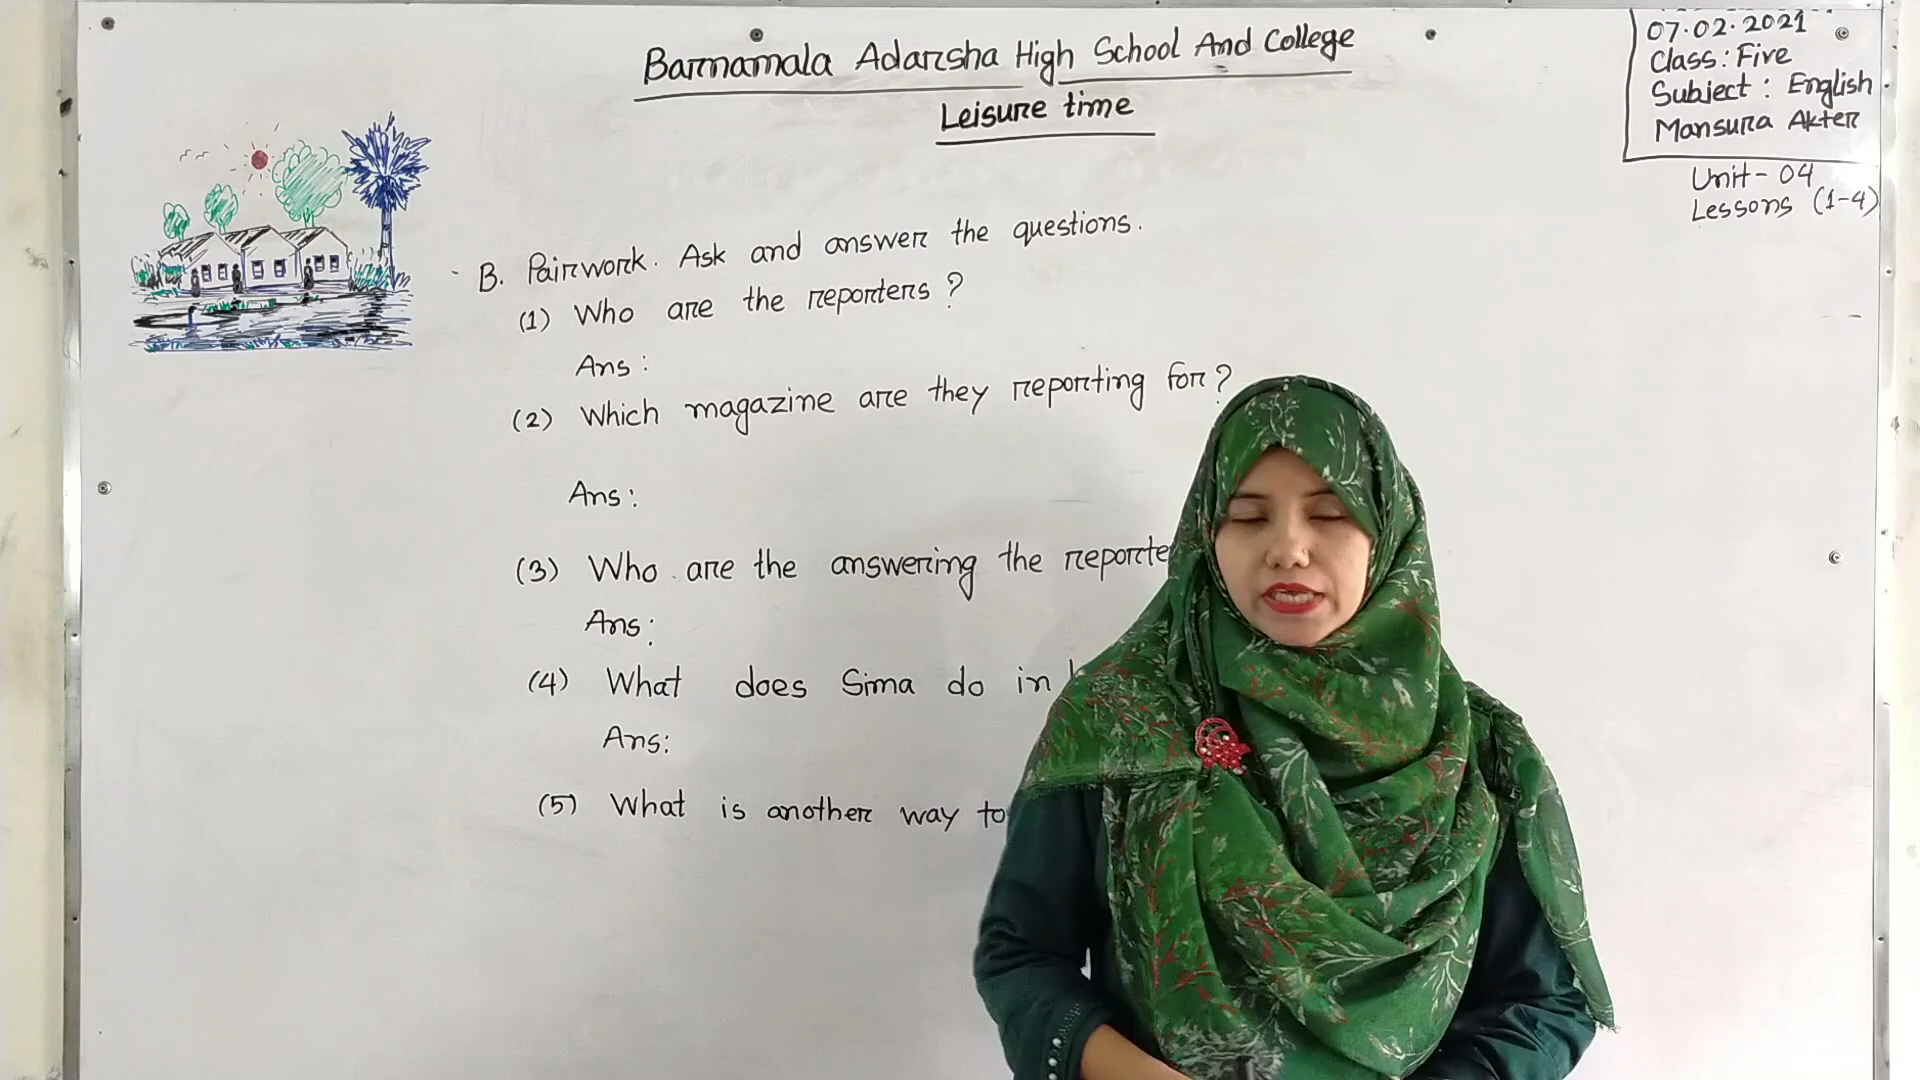 Barnamala Adarsha High School And College
Leisure time
07.02.2021
Class: Five
Subject: English
Mansura Akter
Unit- 04
Lessons (1-4)
B. Pairwork. Ask and answer the questions.
(1) Who are the reporters?
Ans:
(2) Which magazine are they reporting for?
Ans:
(3) Who are the answering the
Ans:
(4) What does Sima do in
Ans:
(5) What is another way to